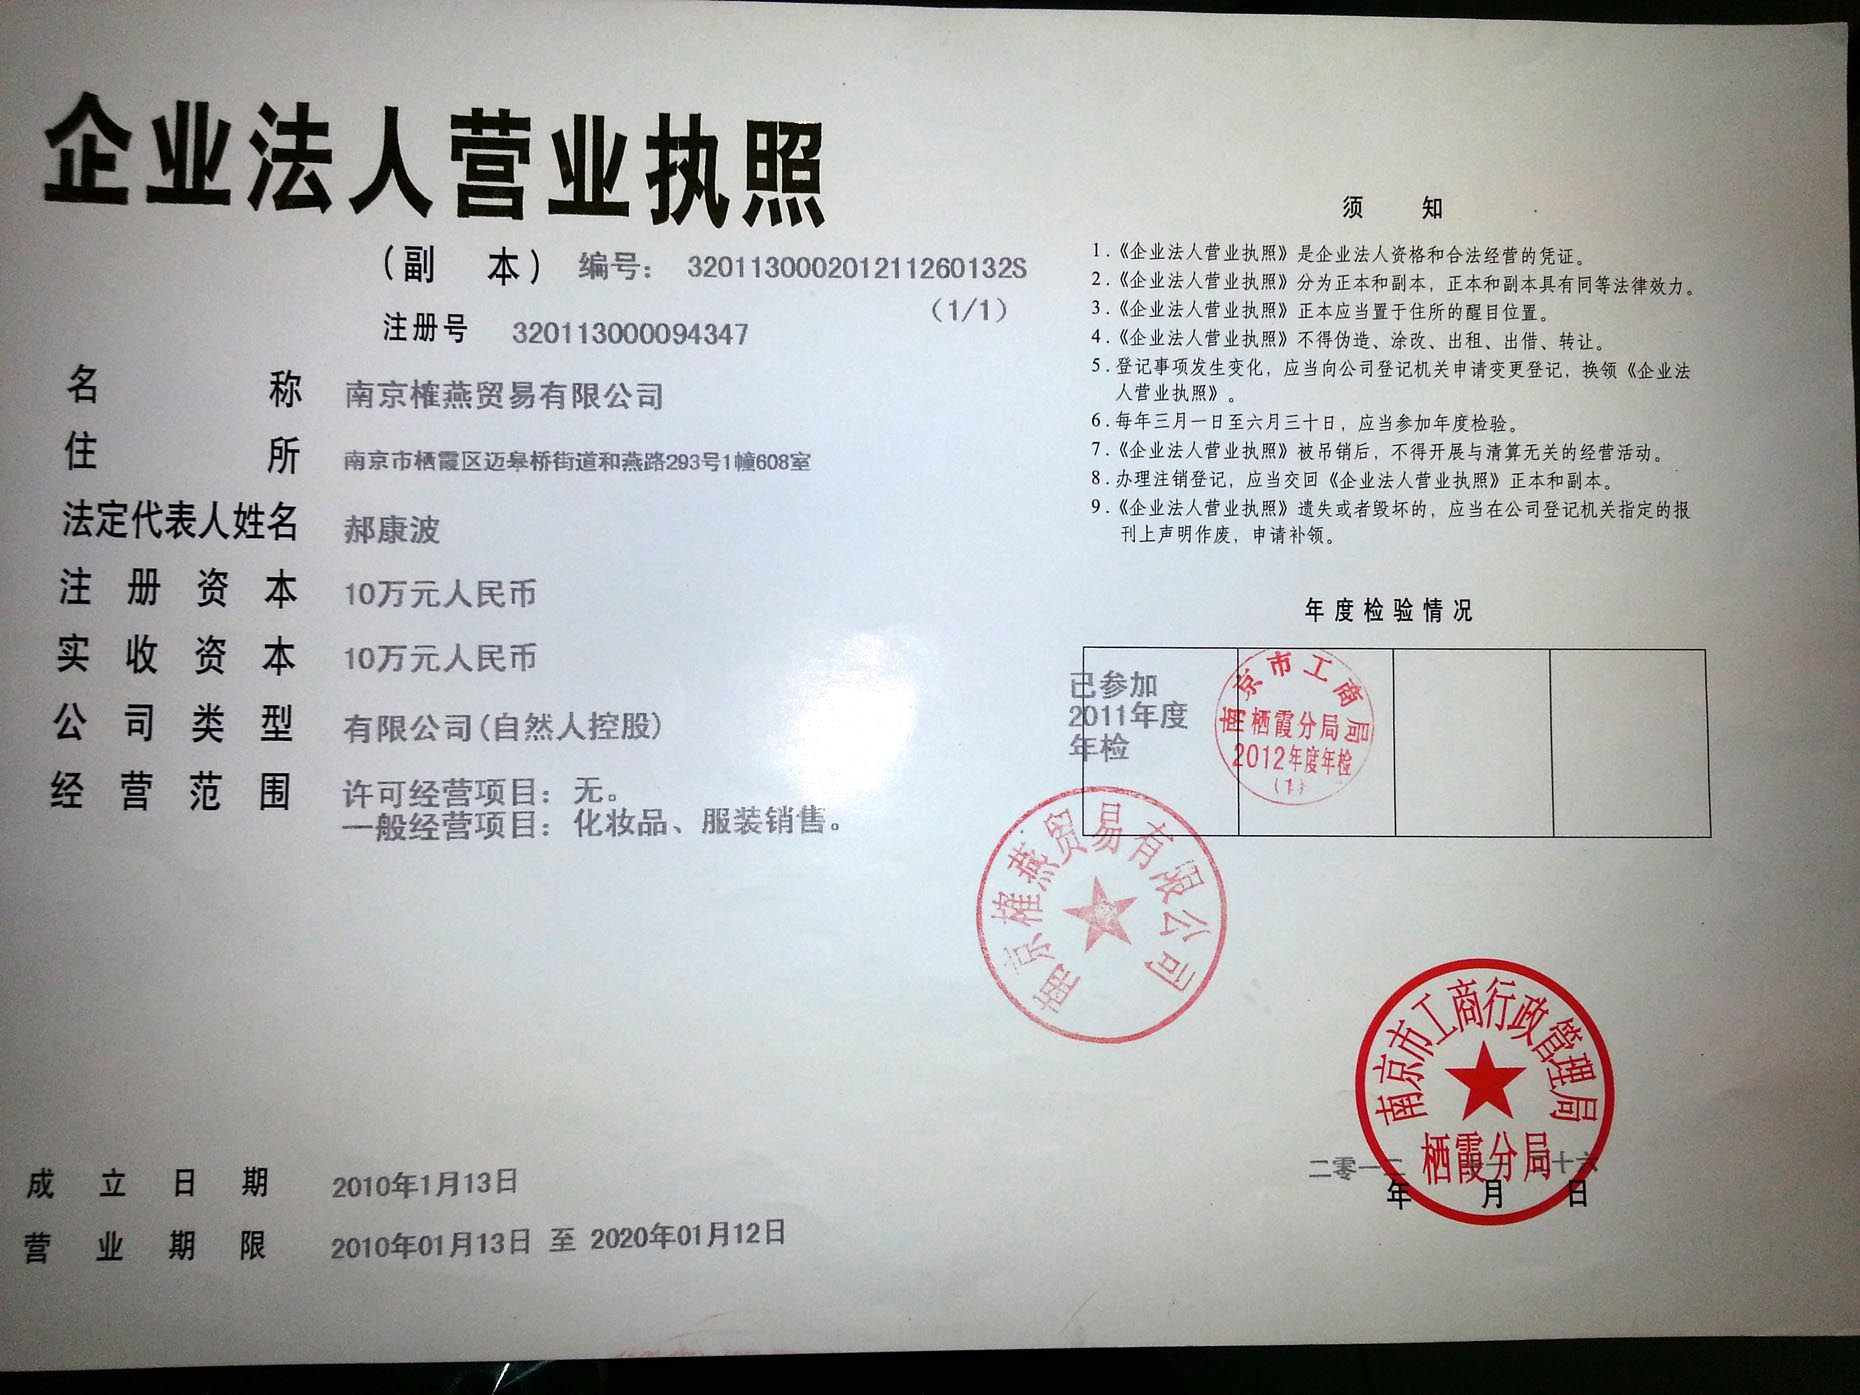 企业法人营业执照
（副 本） 编号： 320113000201211260132S
（1/1）
注册号 320113000094347
名称 南京榷燕贸易有限公司
住所 南京市栖霞区迈皋桥街道和燕路293号1幢608室
法定代表人姓名 郝康波
注册资本 10万元人民币
实收资本 10万元人民币
公司类型 有限公司(自然人控股)
经营范围 许可经营项目：无。
一般经营项目：化妆品、服装销售。
成立日期 2010年1月13日
营业期限 2010年01月13日 至 2020年01月12日
须知
1.《企业法人营业执照》是企业法人资格和合法经营的凭证。
2.《企业法人营业执照》分为正本和副本，正本和副本具有同等法律效力。
3.《企业法人营业执照》正本应当置于住所的醒目位置。
4.《企业法人营业执照》不得伪造、涂改、出租、出借、转让。
5.登记事项发生变化，应当向公司登记机关申请变更登记，换领《企业法
人营业执照》。
6.每年三月一日至六月三十日，应当参加年度检验。
7.《企业法人营业执照》被吊销后，不得开展与清算无关的经营活动。
8.办理注销登记，应当交回《企业法人营业执照》正本和副本。
9.《企业法人营业执照》遗失或者毁坏的，应当在公司登记机关指定的报
刊上声明作废，申请补领。
年度检验情况
已参加
2011年度
年检
南京市工商局
栖霞分局
2012年度年检
（1）
南京榷燕贸易有限公司
南京市工商行政管理局
栖霞分局
二零一二 十六
年 月 日